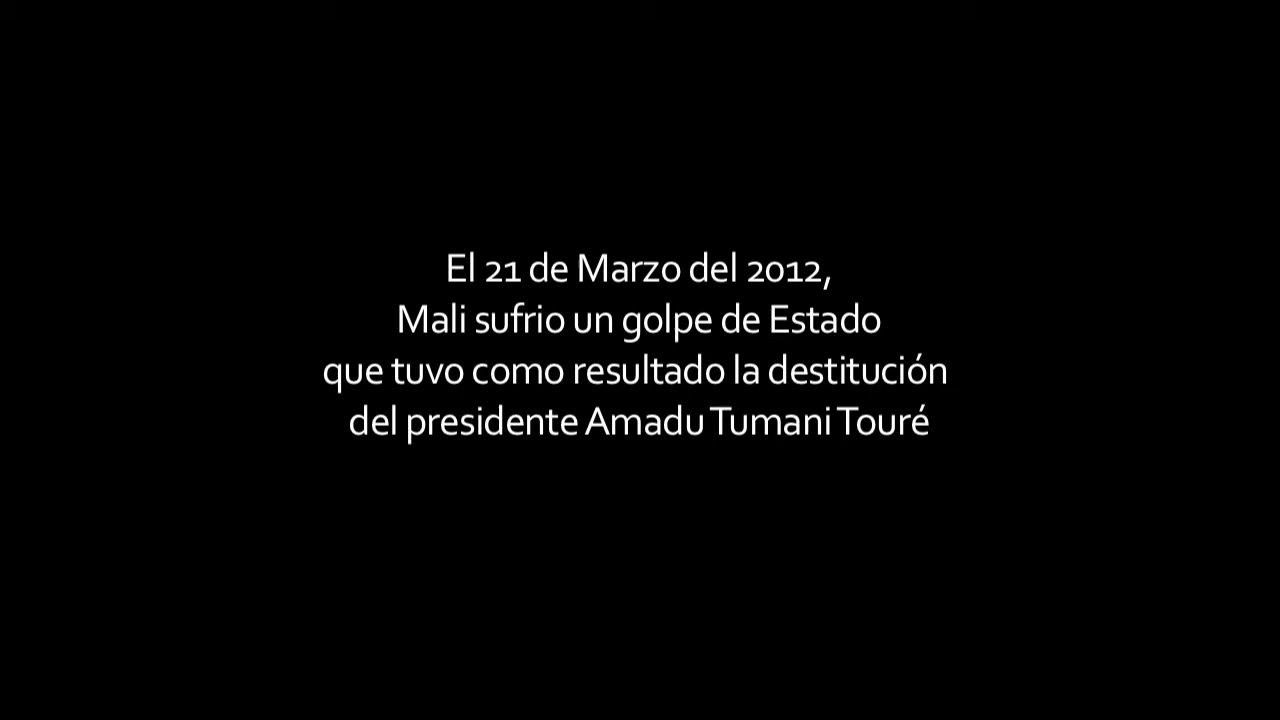 El 21 de Marzo del 2012,
Mali sufrio un golpe de Estado
que tuvo como resultado la destitución
del presidente Amadu Tumani Touré